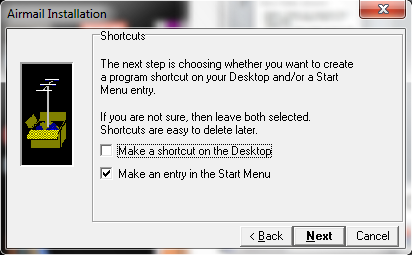 Airmail Installation
Shortcuts
The next step is choosing whether you want to create
a program shortcut on your Desktop and/or a Start
Menu entry.
If you are not sure, then leave both selected.
Shortcuts are easy to delete later.
Make a shortcut on the Desktop
Make an entry in the Start Menu
< Back
Next
Cancel